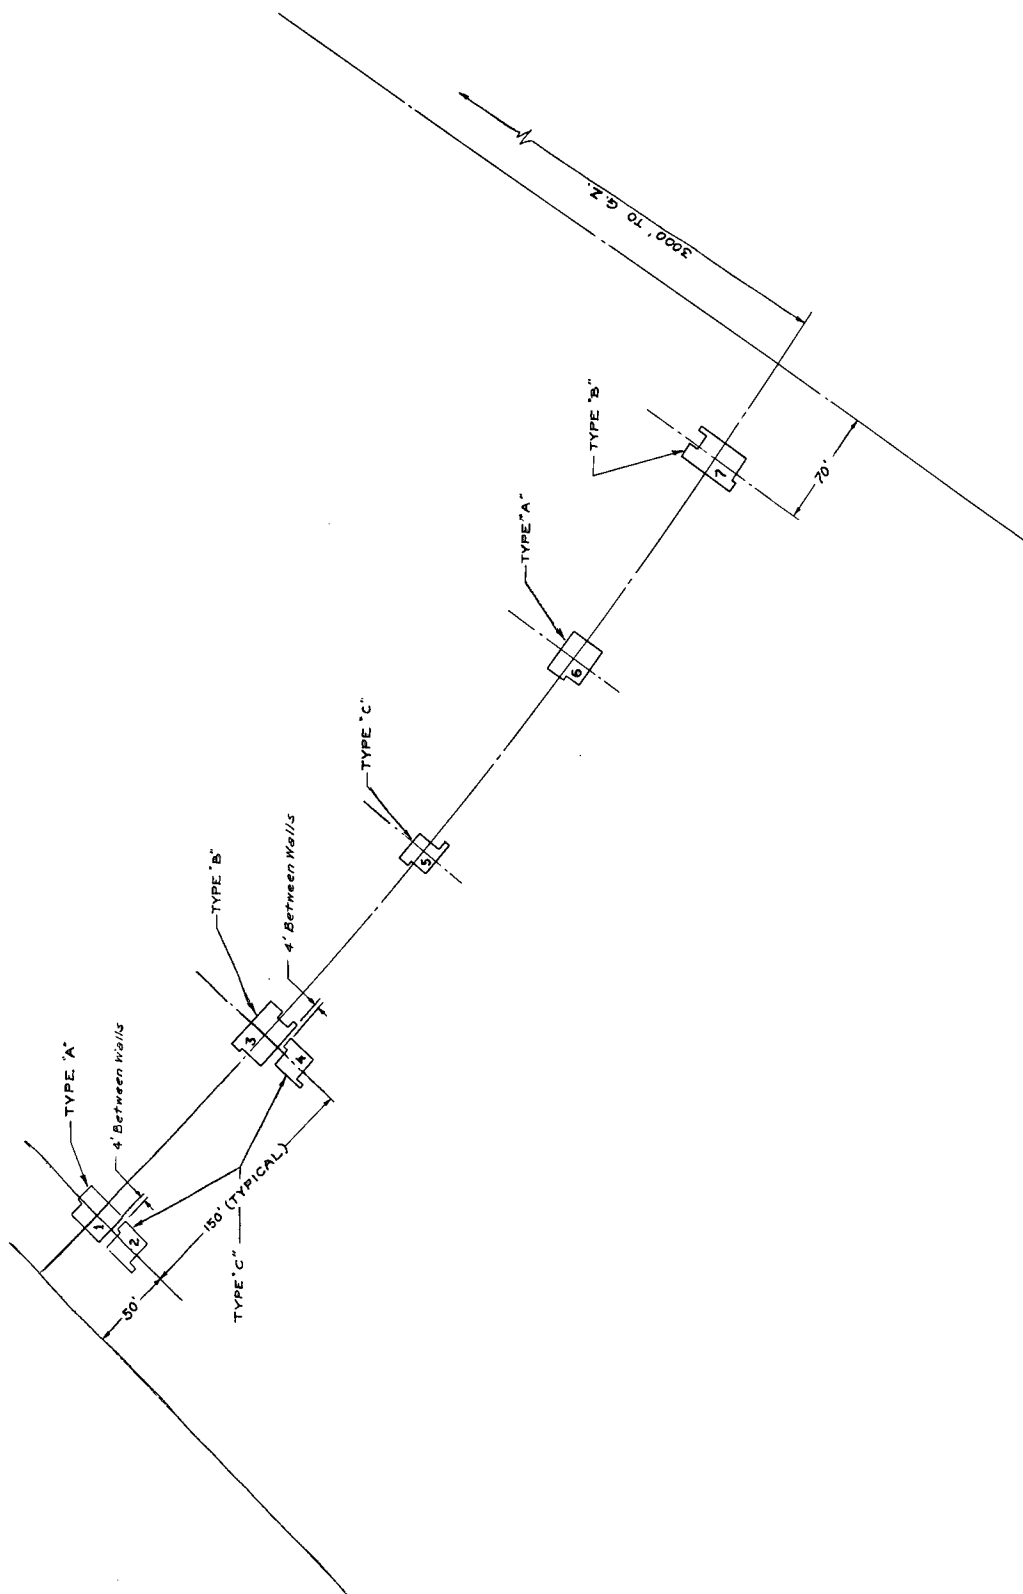 3000' TO G.Z.
TYPE "B"
70'
7
TYPE "A"
6
TYPE "C"
5
TYPE "B"
4' Between Walls
3
4
TYPE "A"
4' Between Walls
1
2
150' (TYPICAL)
50'
TYPE "C"